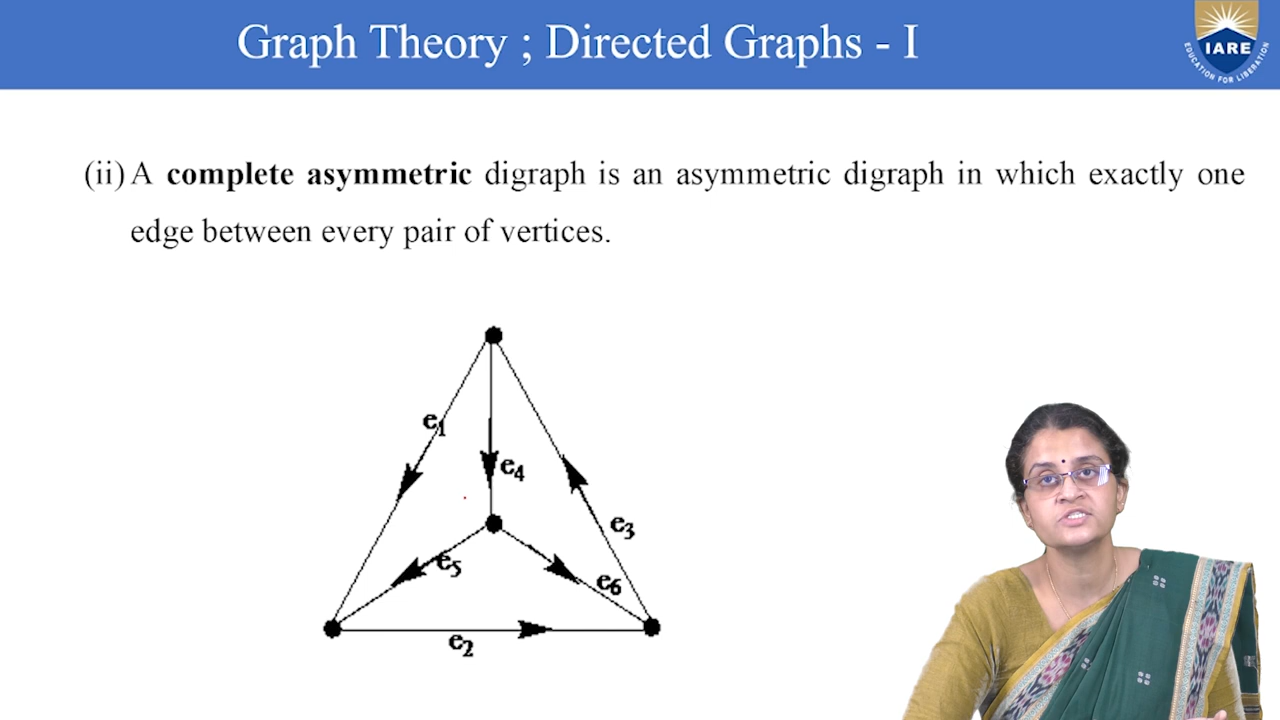 Graph Theory ; Directed Graphs - I
IARE
EDUCATION FOR LIBERATION
(ii) A complete asymmetric digraph is an asymmetric digraph in which exactly one
edge between every pair of vertices.
e1
e4
e3
e5
e6
e2